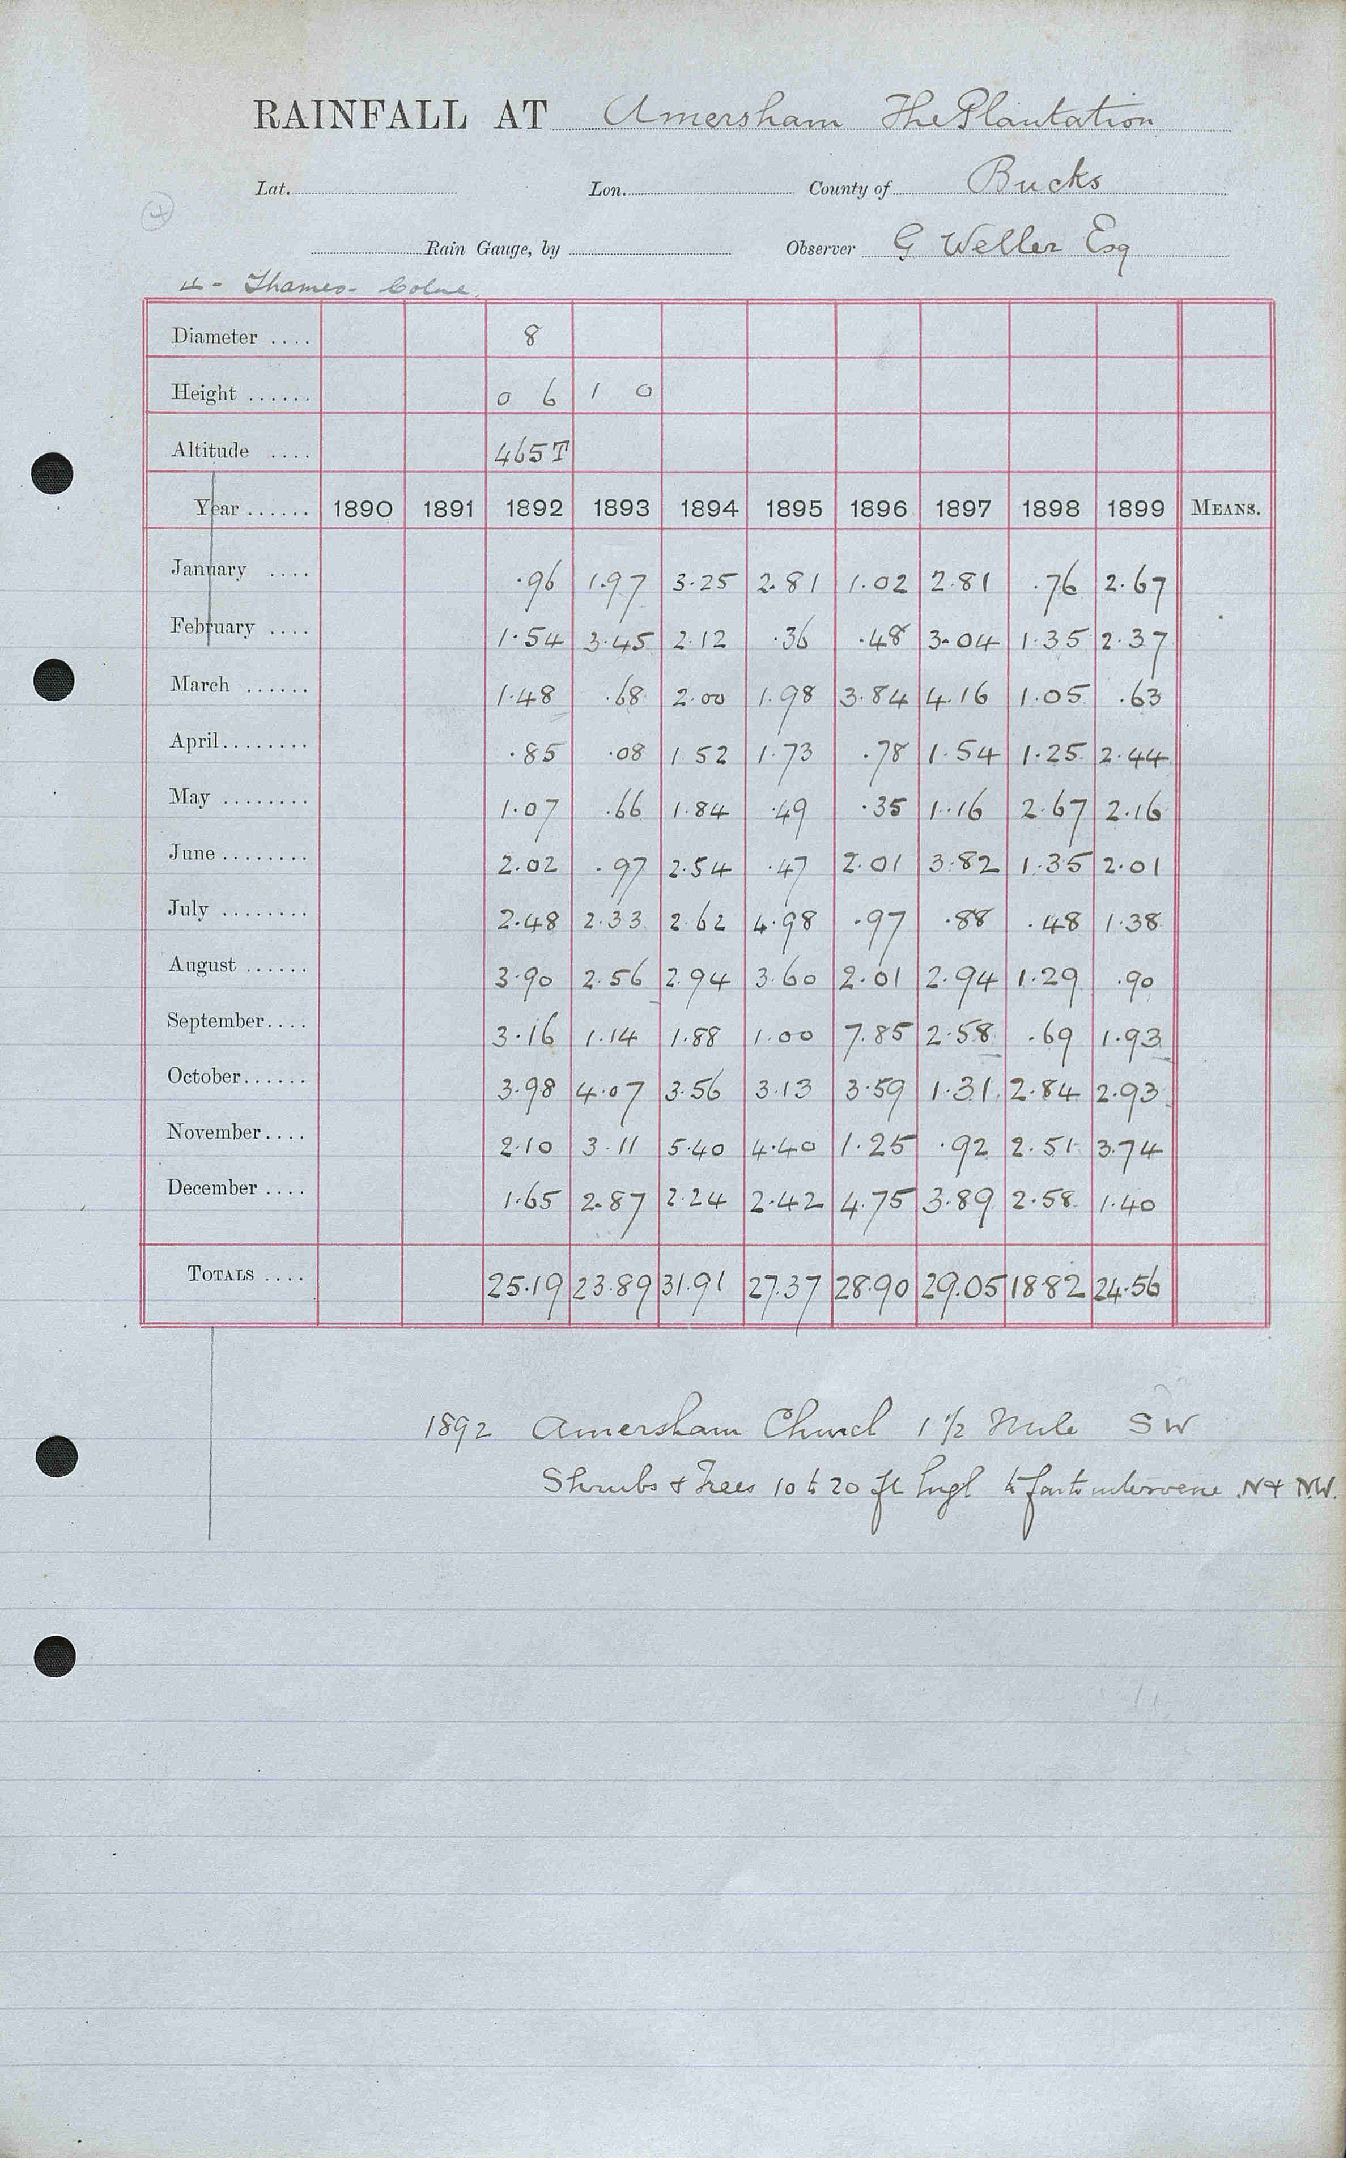 RAINFALL AT Amersham The Plantation
Lat. Lon. County of Bucks
Rain Gauge, by Observer G Weller Esq
4 - Thames - Colne
Diameter .... 8
Height ...... 0 6 1 0
Altitude .... 465T
Year ...... 1890 1891 1892 1893 1894 1895 1896 1897 1898 1899 MEANS.
January .... .96 1.97 3.25 2.81 1.02 2.81 .76 2.67
February .... 1.54 3.45 2.12 .36 .48 3.04 1.35 2.37
March ...... 1.48 .68 2.00 1.98 3.84 4.16 1.05 .63
April........ .85 .08 1.52 1.73 .78 1.54 1.25 2.44
May ........ 1.07 .66 1.84 .49 .35 1.16 2.67 2.16
June ........ 2.02 .97 2.54 .47 2.01 3.82 1.35 2.01
July ........ 2.48 2.33 2.62 4.98 .97 .88 .48 1.38
August ...... 3.90 2.56 2.94 3.60 2.01 2.94 1.29 .90
September.... 3.16 1.14 1.88 1.00 7.85 2.58 .69 1.93
October...... 3.98 4.07 3.56 3.13 3.59 1.31 2.84 2.93
November.... 2.10 3.11 5.40 4.40 1.25 .92 2.51 3.74
December .... 1.65 2.87 2.24 2.42 4.75 3.89 2.58 1.40
TOTALS .... 25.19 23.89 31.91 27.37 28.90 29.05 18 82 24.56
1892 Amersham Church 1 1/2 Mile SW
Shrubs & Trees 10 to 20 ft high intervene N & NW.